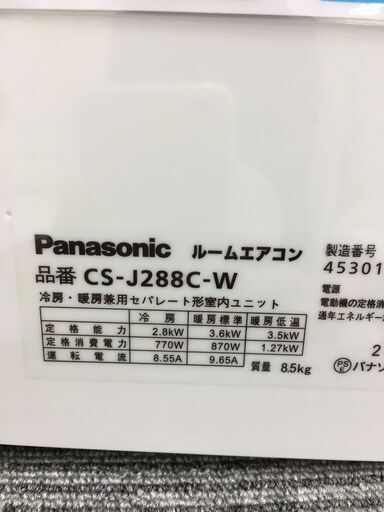 Panasonic ルームエアコン
製造番号
品番 CS-J288C-W
45301
冷房・暖房兼用セパレート形室内ユニット
電源
電動機の定格消
通年エネルギー
冷房 暖房標準 暖房低温
定格能力 2.8kW 3.6kW 3.5kW
定格消費電力 770W 870W 1.27kW
運転電流 8.55A 9.65A
質量 8.5kg
2
PS E パナソ